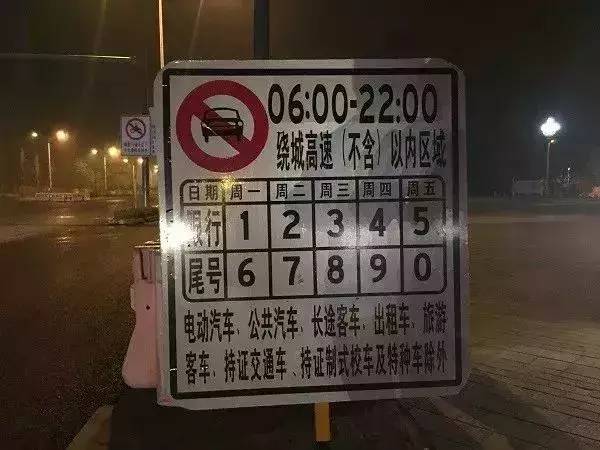 06:00-22:00
绕城高速（不含）以内区域
日期 周一 周二 周三 周四 周五
限行 1 2 3 4 5
尾号 6 7 8 9 0
电动汽车、公共汽车、长途客车、出租车、旅游
客车、持证交通车、持证制式校车及特种车除外